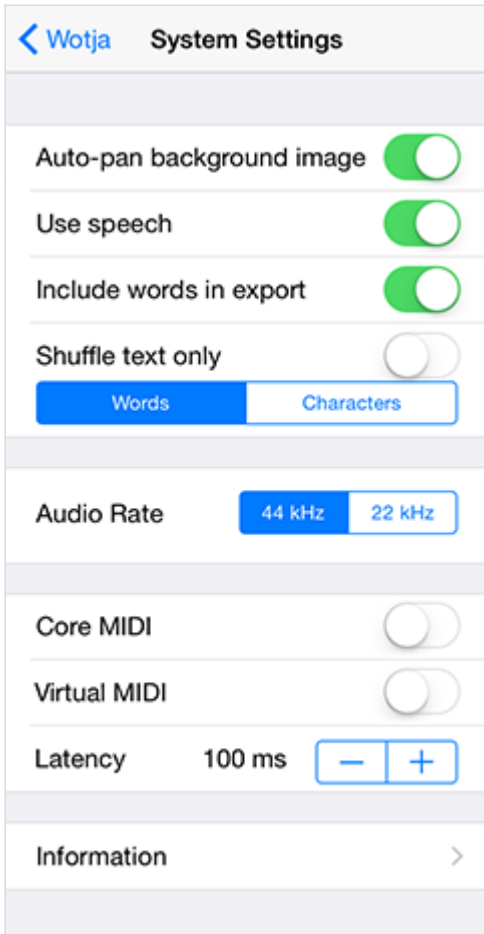 Wotja System Settings
Auto-pan background image
Use speech
Include words in export
Shuffle text only
Words Characters
Audio Rate 44 kHz 22 kHz
Core MIDI
Virtual MIDI
Latency 100 ms − +
Information